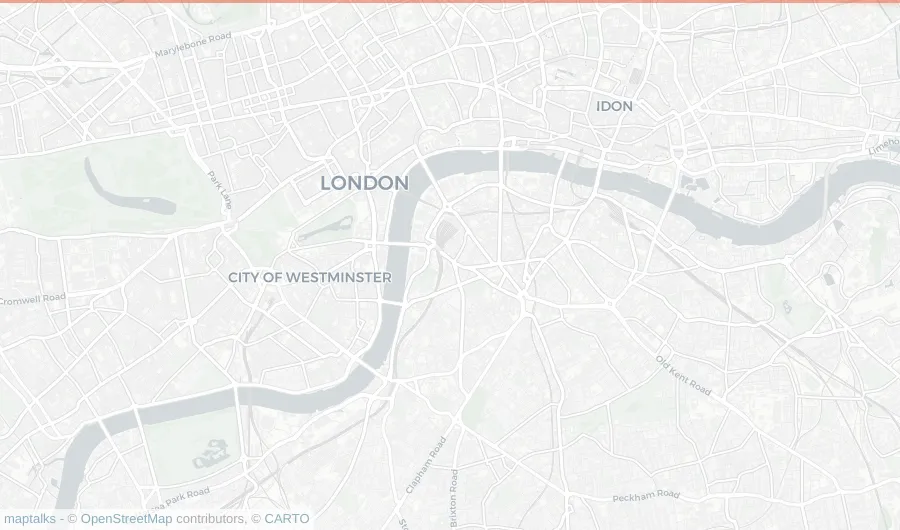 Marylebone Road
IDON
Limeho
Park Lane
LONDON
CITY OF WESTMINSTER
Cromwell Road
Old Kent Road
Clapham Road
Brixton Road
Park Road
Peckham Road
maptalks - © OpenStreetMap contributors, © CARTO